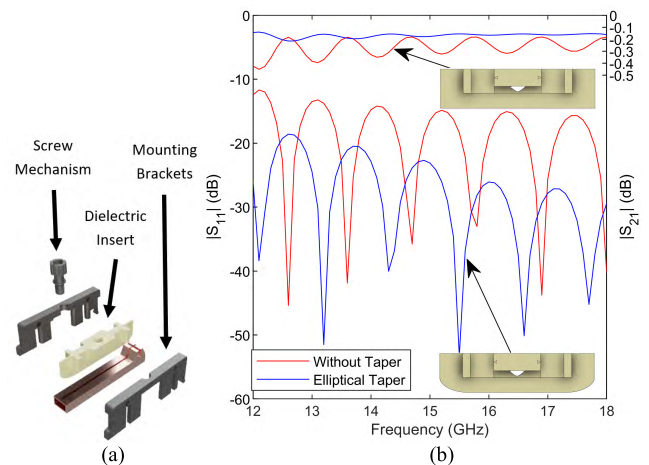 (a)
Screw
Mechanism
Mounting
Brackets
Dielectric
Insert
0
-10
-20
-30
-40
-50
-60
|S11| (dB)
0
-0.1
-0.2
-0.3
-0.4
-0.5
|S21| (dB)
Without Taper
Elliptical Taper
12
13
14
15
16
17
18
Frequency (GHz)
(a)
(b)